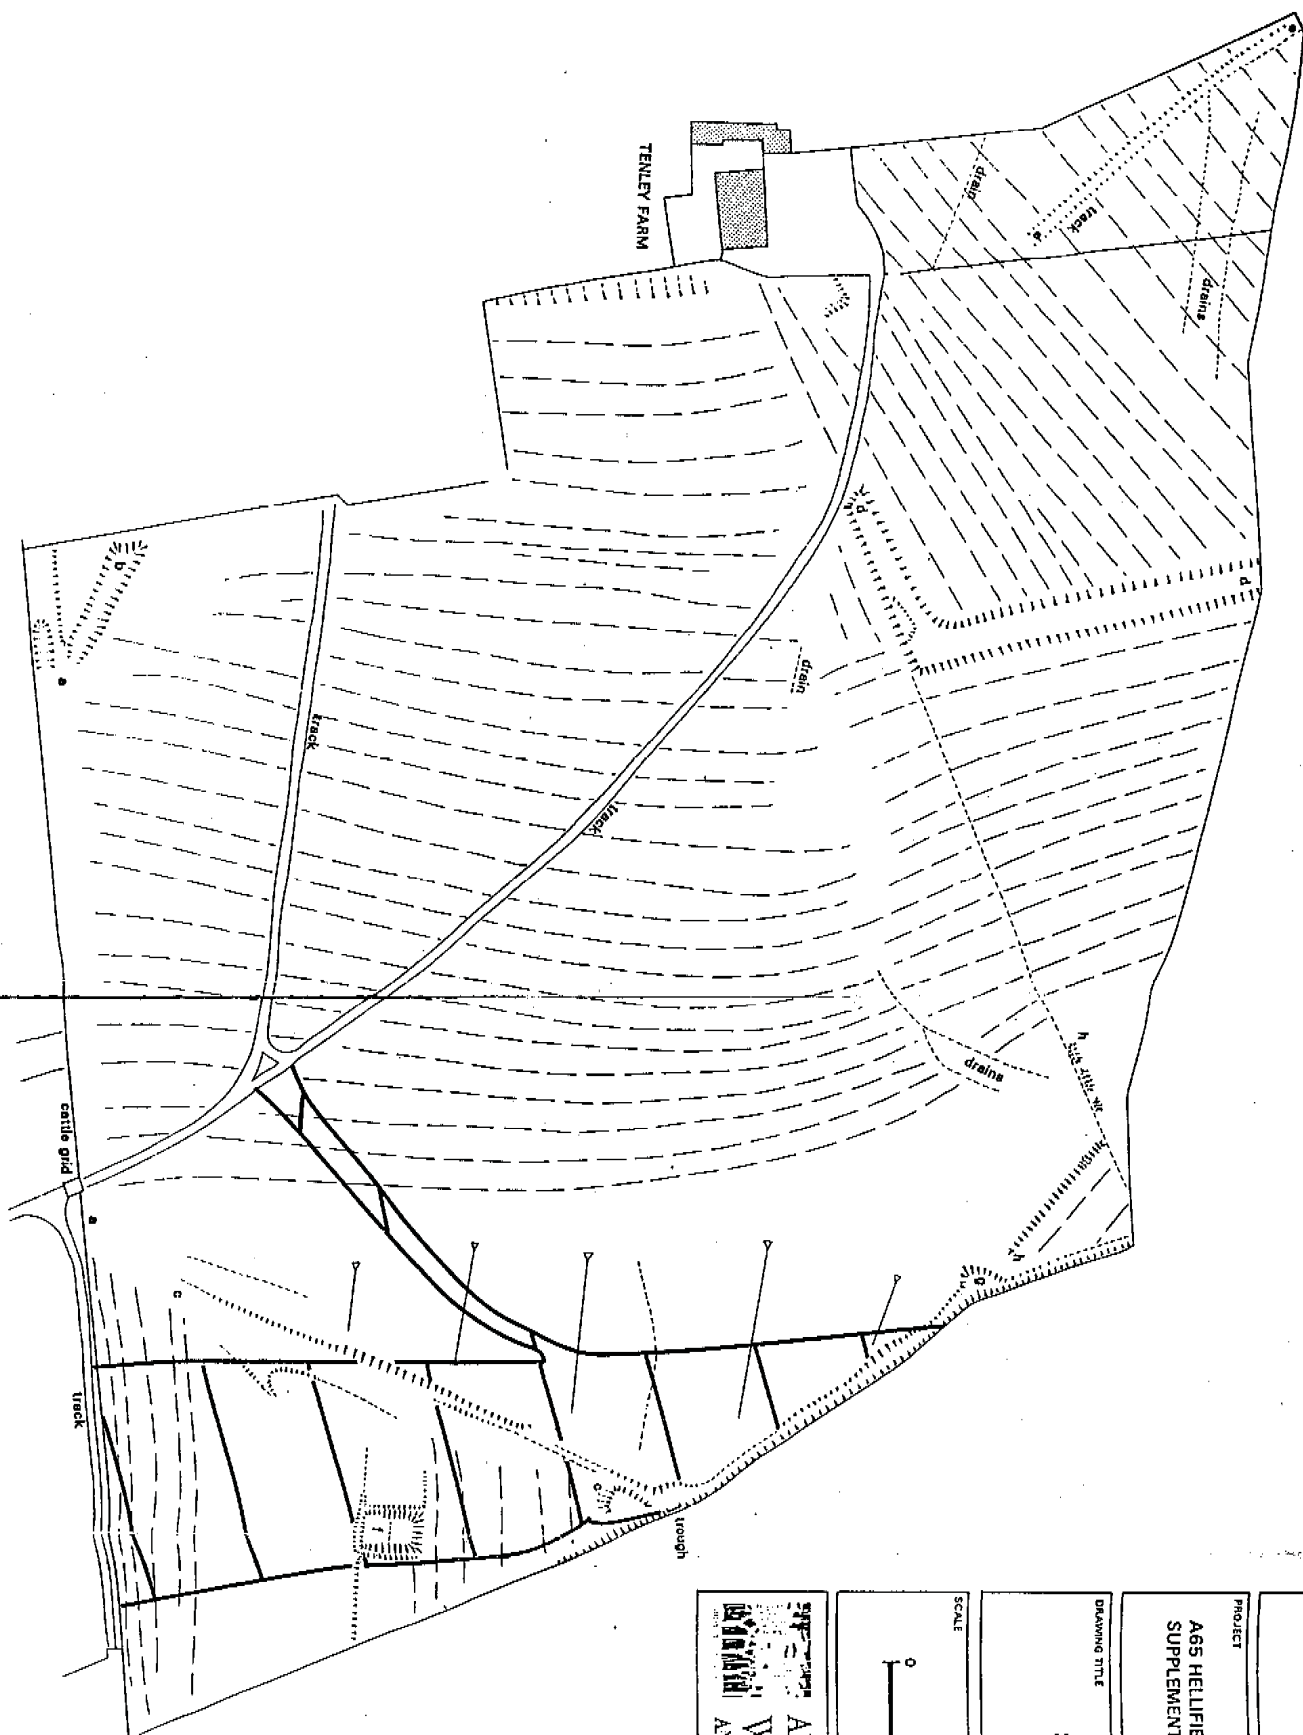 TENLEY FARM
drain
track
drains
e
e'
d'
d
b
a
drain
track
track
h
drains
cattle grid
a
h'
g
c
track
f
c'
trough
PROJECT
A65 HELLIFIE
SUPPLEMENT
DRAWING TITLE
SCALE
0
A
W
A